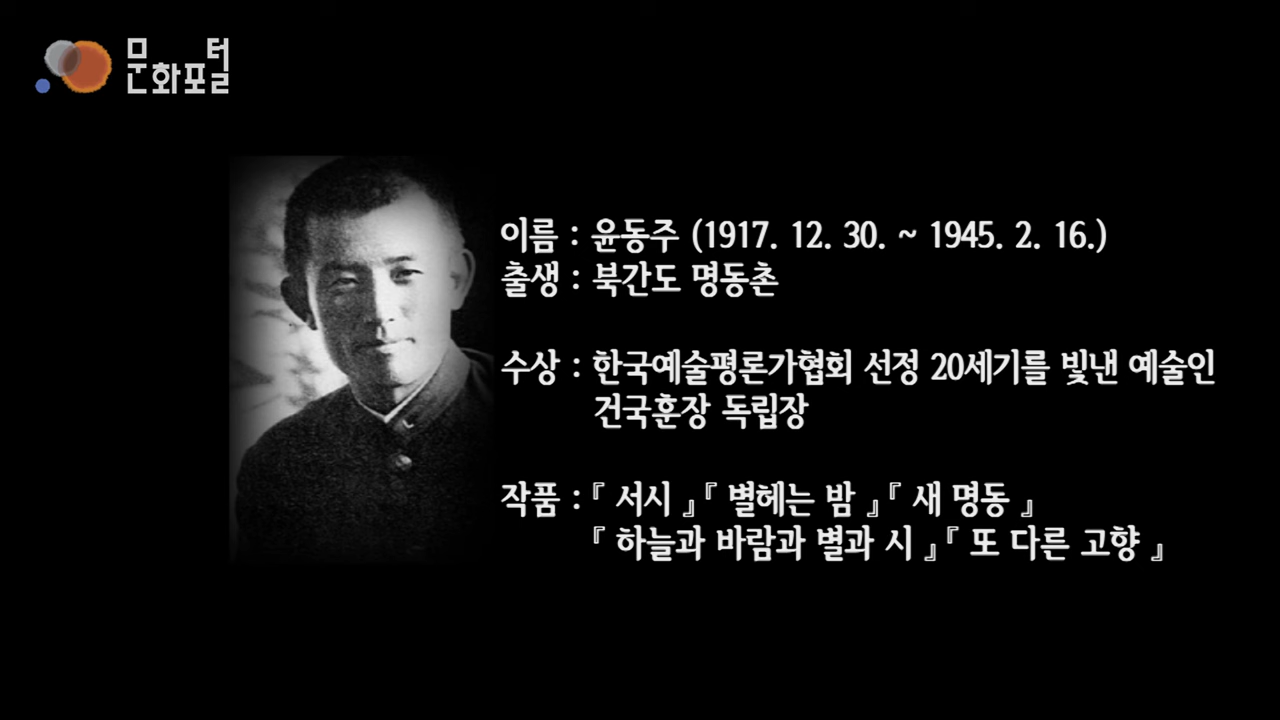 문화포털
이름 : 윤동주 (1917. 12. 30. ~ 1945. 2. 16.)
출생 : 북간도 명동촌
수상 : 한국예술평론가협회 선정 20세기를 빛낸 예술인
건국훈장 독립장
작품 : 『 서시 』 『 별헤는 밤 』 『 새 명동 』
『 하늘과 바람과 별과 시 』 『 또 다른 고향 』